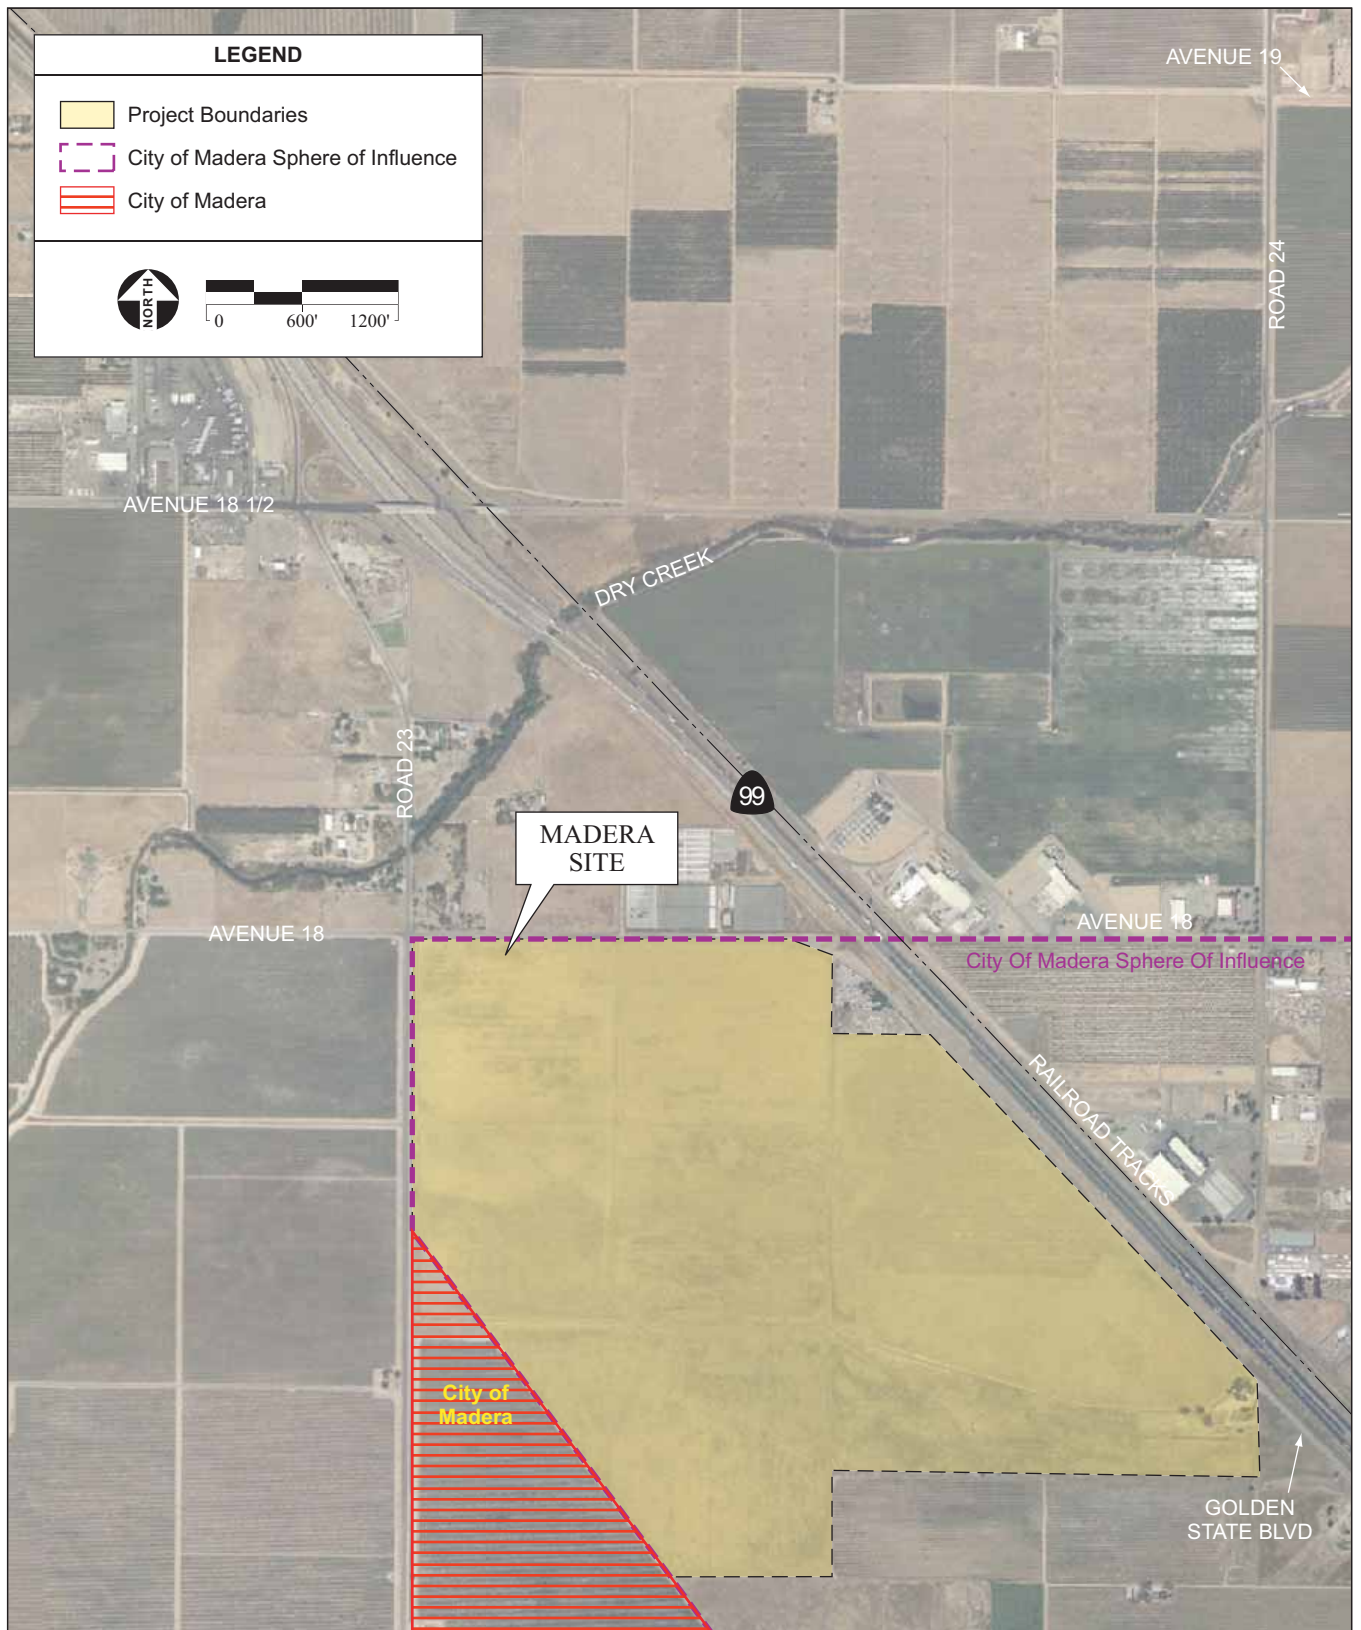 LEGEND
Project Boundaries
City of Madera Sphere of Influence
City of Madera
NORTH
0 600' 1200'
AVENUE 19
ROAD 24
AVENUE 18 1/2
DRY CREEK
ROAD 23
99
MADERA
SITE
AVENUE 18
AVENUE 18
City Of Madera Sphere Of Influence
RAILROAD TRACKS
City of
Madera
GOLDEN
STATE BLVD